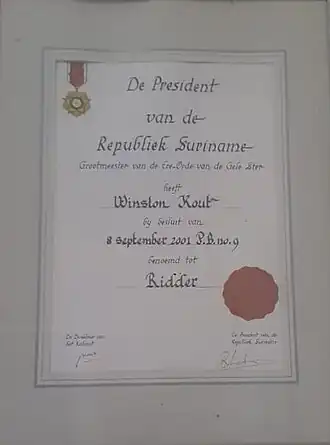 De President
van de
Republiek Suriname
Grootmeester van de Ere-Orde van de Gele Ster
heeft
Winston Kout
bij besluit van
8 september 2001 P.B.no.9
benoemd tot
Ridder
De Directeur van
het Kabinet
De President van de
Republiek Suriname